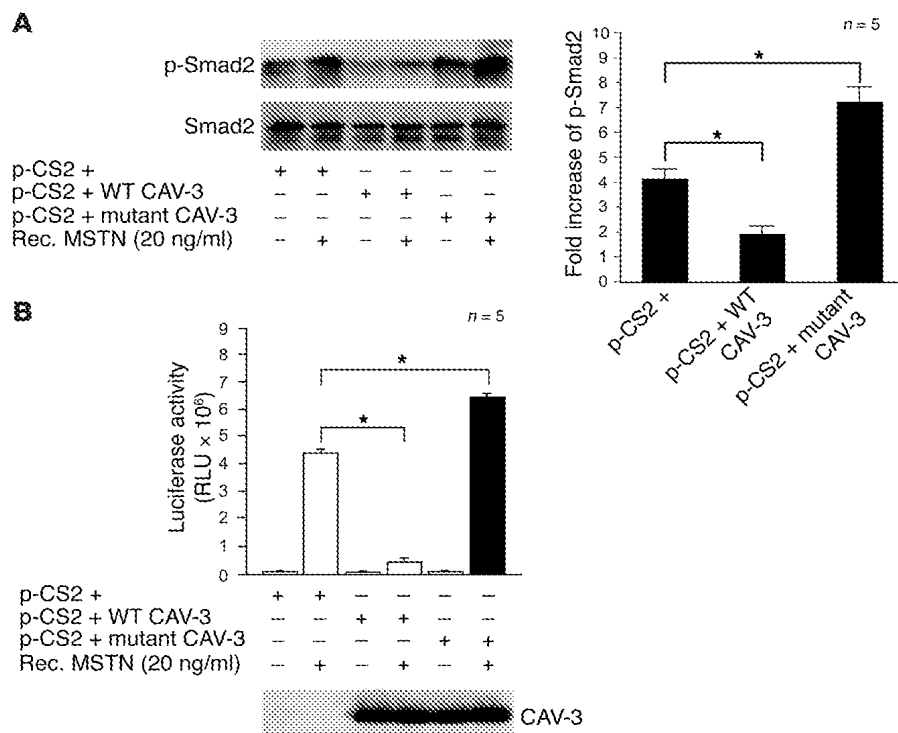 A
p-Smad2
Smad2
p-CS2 + + + -- -- -- --
p-CS2 + WT CAV-3 -- -- + + -- --
p-CS2 + mutant CAV-3 -- -- -- -- + +
Rec. MSTN (20 ng/ml) -- + -- + -- +
n = 5
Fold increase of p-Smad2
10
9
8
7
6
5
4
3
2
1
0
*
*
p-CS2 +
p-CS2 + WT
CAV-3
p-CS2 + mutant
CAV-3
B
n = 5
Luciferase activity
(RLU × 10⁶)
9
8
7
6
5
4
3
2
1
0
*
*
p-CS2 + + + -- -- -- --
p-CS2 + WT CAV-3 -- -- + + -- --
p-CS2 + mutant CAV-3 -- -- -- -- + +
Rec. MSTN (20 ng/ml) -- + -- + -- +
CAV-3